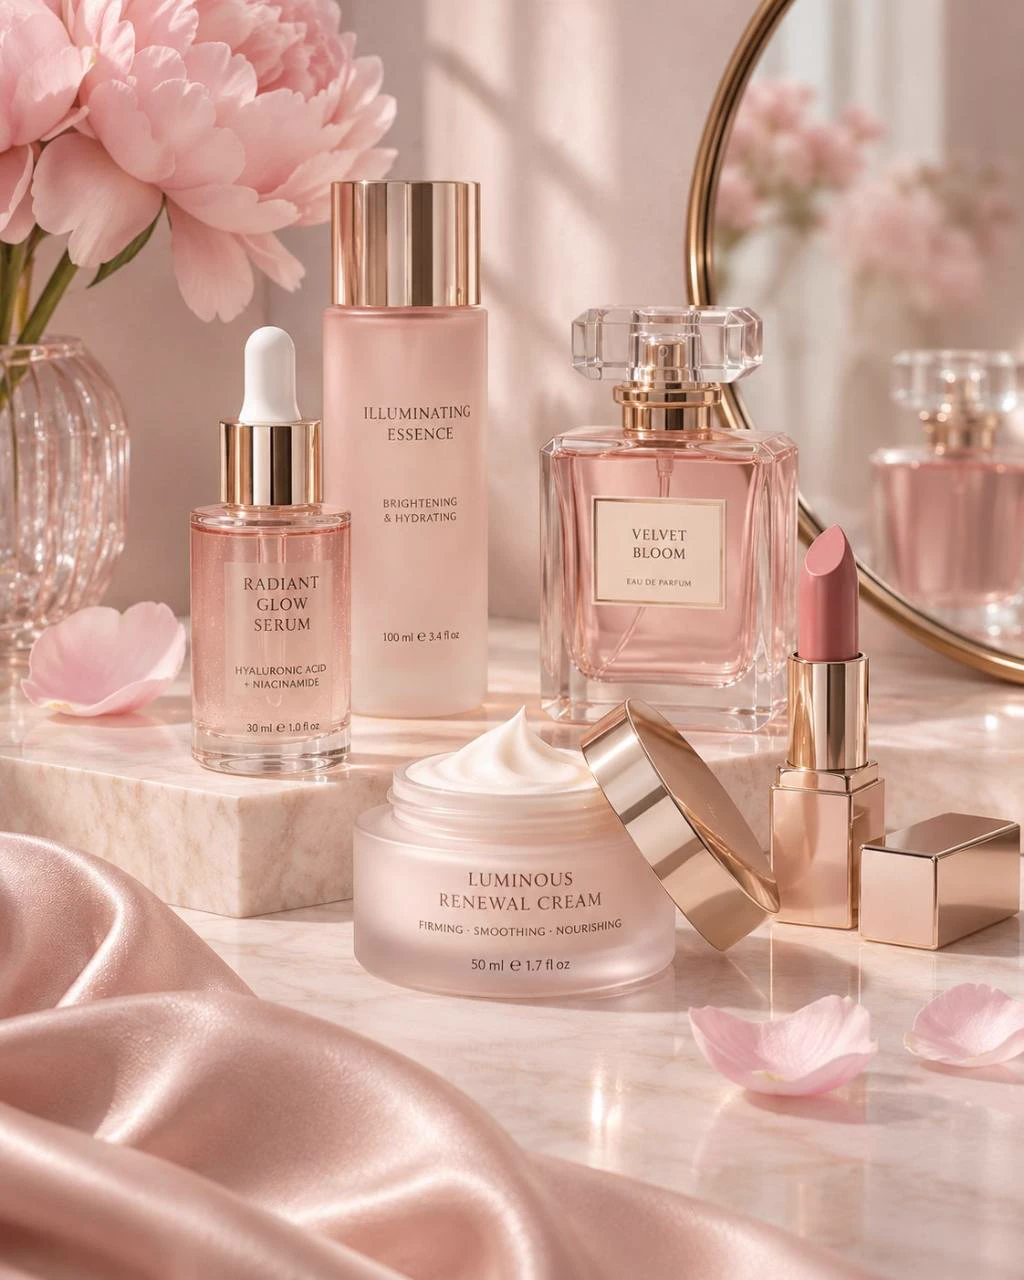 ILLUMINATING
ESSENCE
BRIGHTENING
& HYDRATING
100 ml ℮ 3.4 fl oz
RADIANT
GLOW
SERUM
HYALURONIC ACID
+ NIACINAMIDE
30 ml ℮ 1.0 fl oz
VELVET
BLOOM
EAU DE PARFUM
LUMINOUS
RENEWAL CREAM
FIRMING · SMOOTHING · NOURISHING
50 ml ℮ 1.7 fl oz